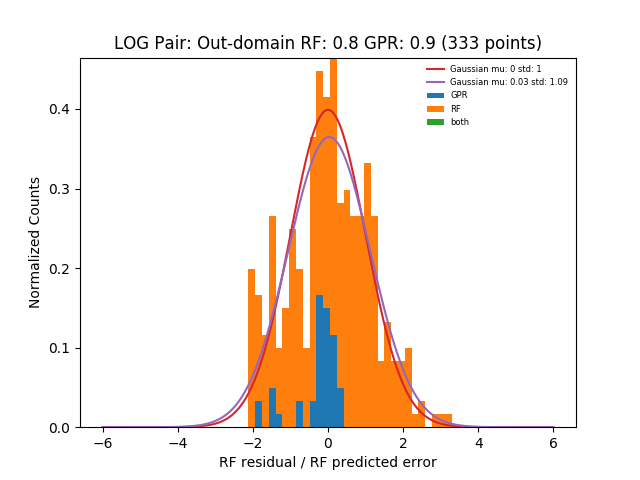 LOG Pair: Out-domain RF: 0.8 GPR: 0.9 (333 points)
Gaussian mu: 0 std: 1
Gaussian mu: 0.03 std: 1.09
GPR
RF
both
Normalized Counts
0.4
0.3
0.2
0.1
0.0
−6 −4 −2 0 2 4 6
RF residual / RF predicted error